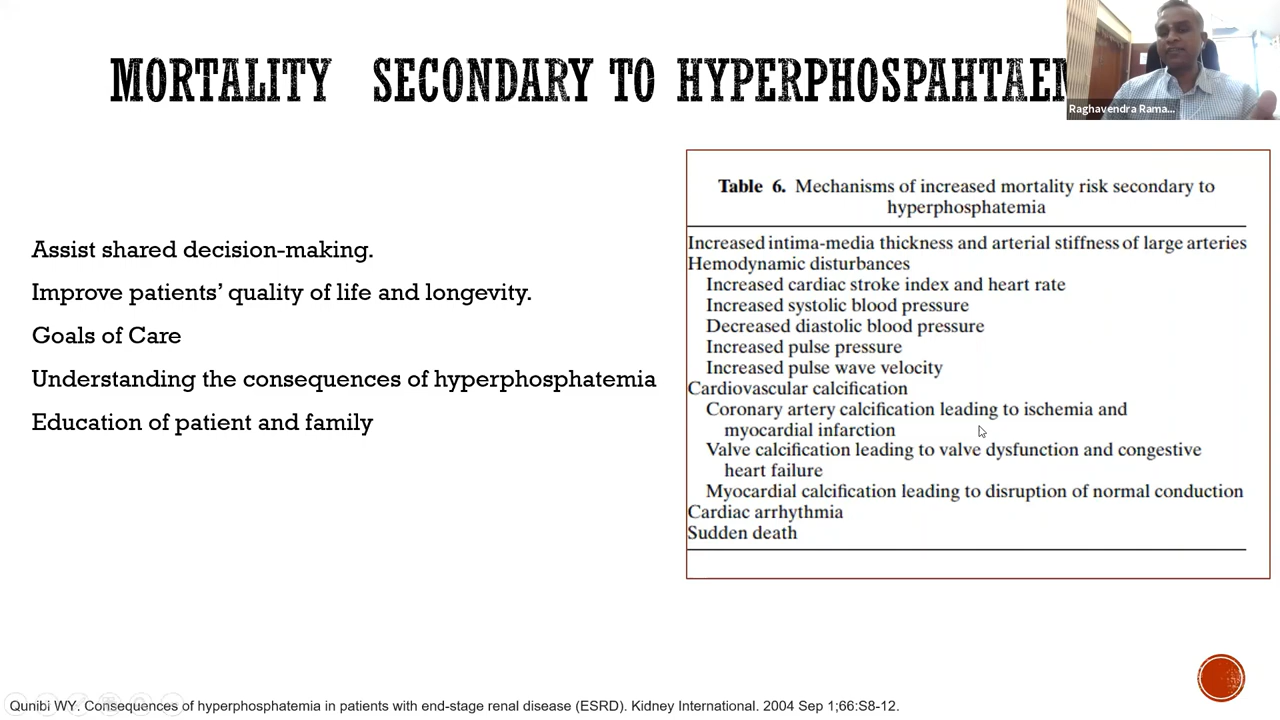 MORTALITY SECONDARY TO HYPERPHOSPAHTAEM
Raghavendra Rama...
Assist shared decision-making.
Improve patients' quality of life and longevity.
Goals of Care
Understanding the consequences of hyperphosphatemia
Education of patient and family
Table 6. Mechanisms of increased mortality risk secondary to
hyperphosphatemia
Increased intima-media thickness and arterial stiffness of large arteries
Hemodynamic disturbances
Increased cardiac stroke index and heart rate
Increased systolic blood pressure
Decreased diastolic blood pressure
Increased pulse pressure
Increased pulse wave velocity
Cardiovascular calcification
Coronary artery calcification leading to ischemia and
myocardial infarction
Valve calcification leading to valve dysfunction and congestive
heart failure
Myocardial calcification leading to disruption of normal conduction
Cardiac arrhythmia
Sudden death
Qunibi WY. Consequences of hyperphosphatemia in patients with end-stage renal disease (ESRD). Kidney International. 2004 Sep 1;66:S8-12.